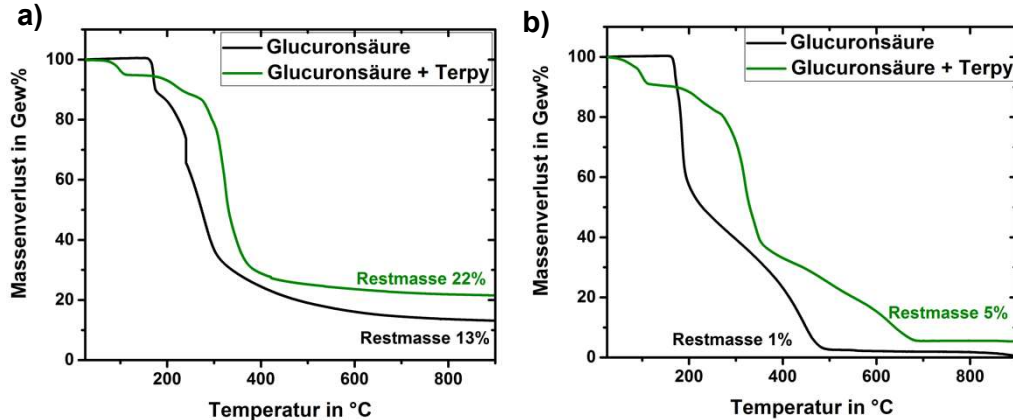 a)
Glucuronsäure
Glucuronsäure + Terpy
100
80
60
40
20
0
Massenverlust in Gew%
Restmasse 22%
Restmasse 13%
200
400
600
800
Temperatur in °C
b)
Glucuronsäure
Glucuronsäure + Terpy
100
80
60
40
20
0
Massenverlust in Gew%
Restmasse 5%
Restmasse 1%
200
400
600
800
Temperatur in °C